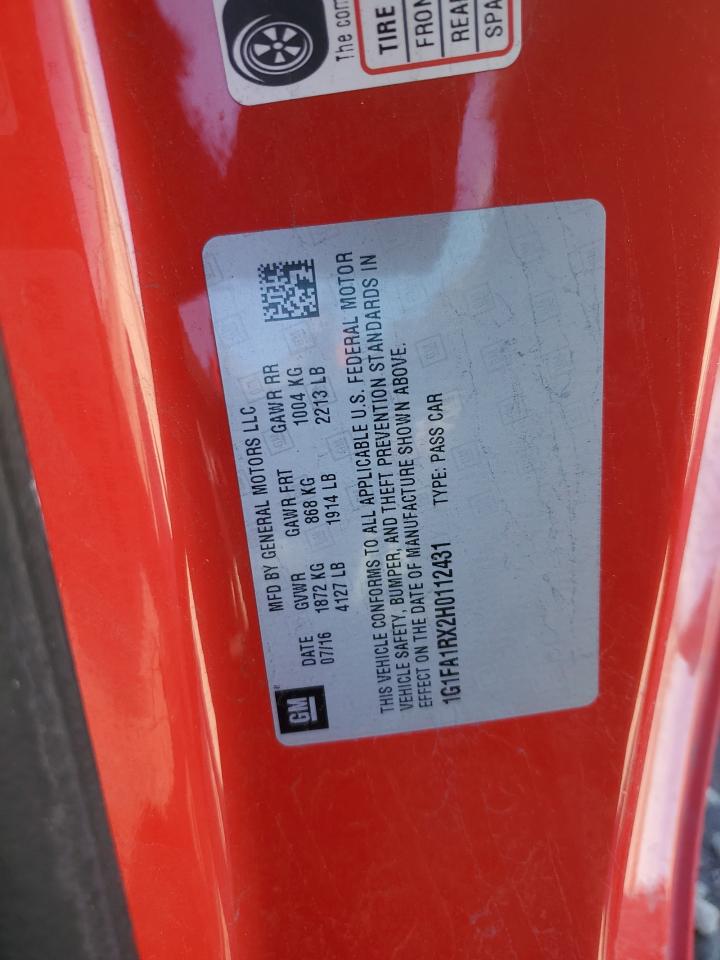 The com
TIRE
FRON
REAR
SPA
GM
MFD BY GENERAL MOTORS LLC
DATE GVWR GAWR FRT GAWR RR
07/16 1872 KG 868 KG 1004 KG
4127 LB 1914 LB 2213 LB
THIS VEHICLE CONFORMS TO ALL APPLICABLE U.S. FEDERAL MOTOR
VEHICLE SAFETY, BUMPER, AND THEFT PREVENTION STANDARDS IN
EFFECT ON THE DATE OF MANUFACTURE SHOWN ABOVE.
1G1FA1RX2H0112431 TYPE: PASS CAR